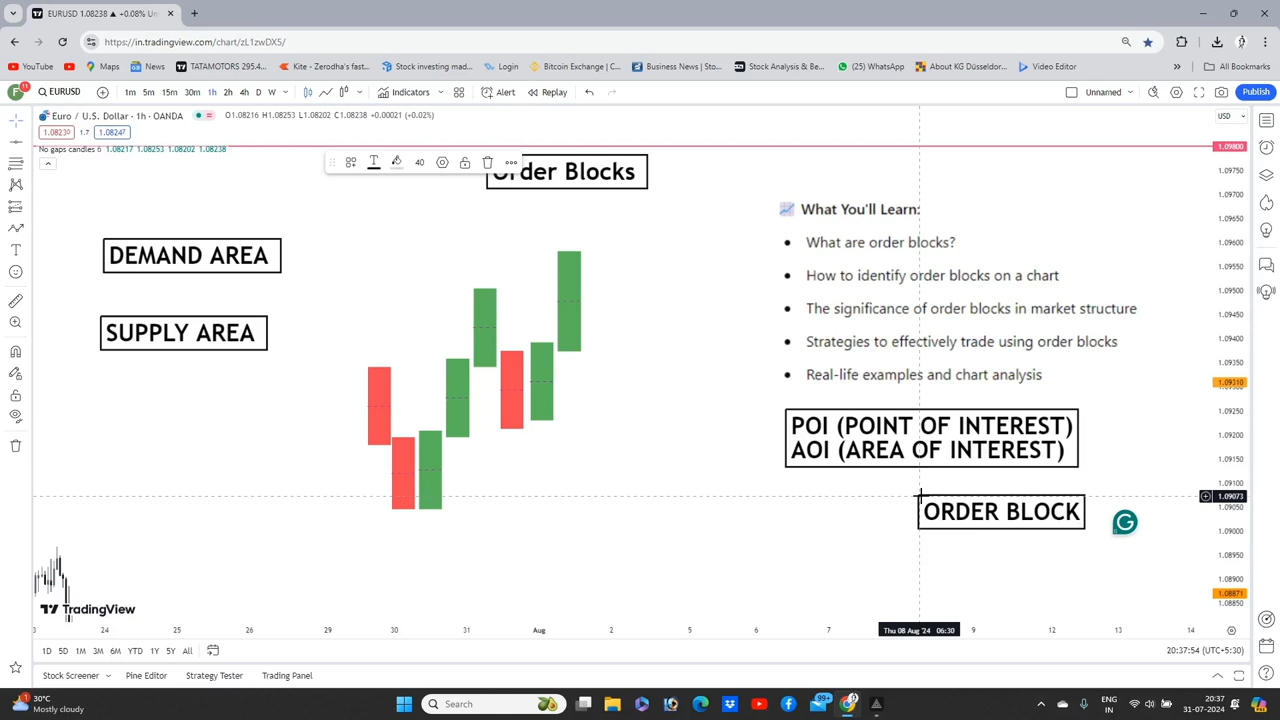 EURUSD 1.08238 ▲ +0.08% Un
https://in.tradingview.com/chart/zL1zwDX5/
YouTube
Maps
News
TATAMOTORS 295.4...
Kite - Zerodha's fast...
Stock investing mad...
Login
Bitcoin Exchange | C...
Business News | Sto...
Stock Analysis & Be...
(25) WhatsApp
About KG Düsseldor...
Video Editor
All Bookmarks
F
11
EURUSD
1m 5m 15m 30m 1h 2h 4h D W
Indicators
Alert
Replay
Unnamed
Publish
Euro / U.S. Dollar · 1h · OANDA
O1.08216 H1.08253 L1.08202 C1.08238 +0.00021 (+0.02%)
USD
1.08230 1.7 1.08247
No gaps candles 6 1.08217 1.08253 1.08202 1.08238
40
Order Blocks
What You'll Learn:
What are order blocks?
How to identify order blocks on a chart
The significance of order blocks in market structure
Strategies to effectively trade using order blocks
Real-life examples and chart analysis
DEMAND AREA
SUPPLY AREA
POI (POINT OF INTEREST)
AOI (AREA OF INTEREST)
ORDER BLOCK
1.09800
1.09750
1.09700
1.09650
1.09600
1.09550
1.09500
1.09450
1.09400
1.09350
1.09310
1.09250
1.09200
1.09150
1.09100
1.09073
1.09050
1.09000
1.08950
1.08900
1.08871
1.08850
TradingView
3 24 25 26 29 30 31 Aug 2 5 6 7 Thu 08 Aug '24 06:30 9 12 13 14
1D 5D 1M 3M 6M YTD 1Y 5Y All
20:37:54 (UTC+5:30)
Stock Screener
Pine Editor
Strategy Tester
Trading Panel
1
30°C
Mostly cloudy
Search
99+
ENG
IN
20:37
31-07-2024